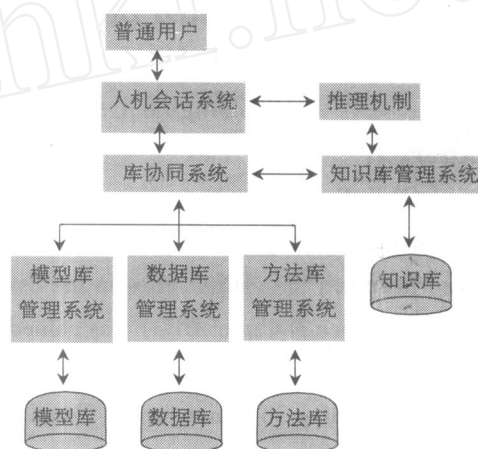 普通用户
人机会话系统
推理机制
库协同系统
知识库管理系统
模型库
管理系统
数据库
管理系统
方法库
管理系统
知识库
模型库
数据库
方法库